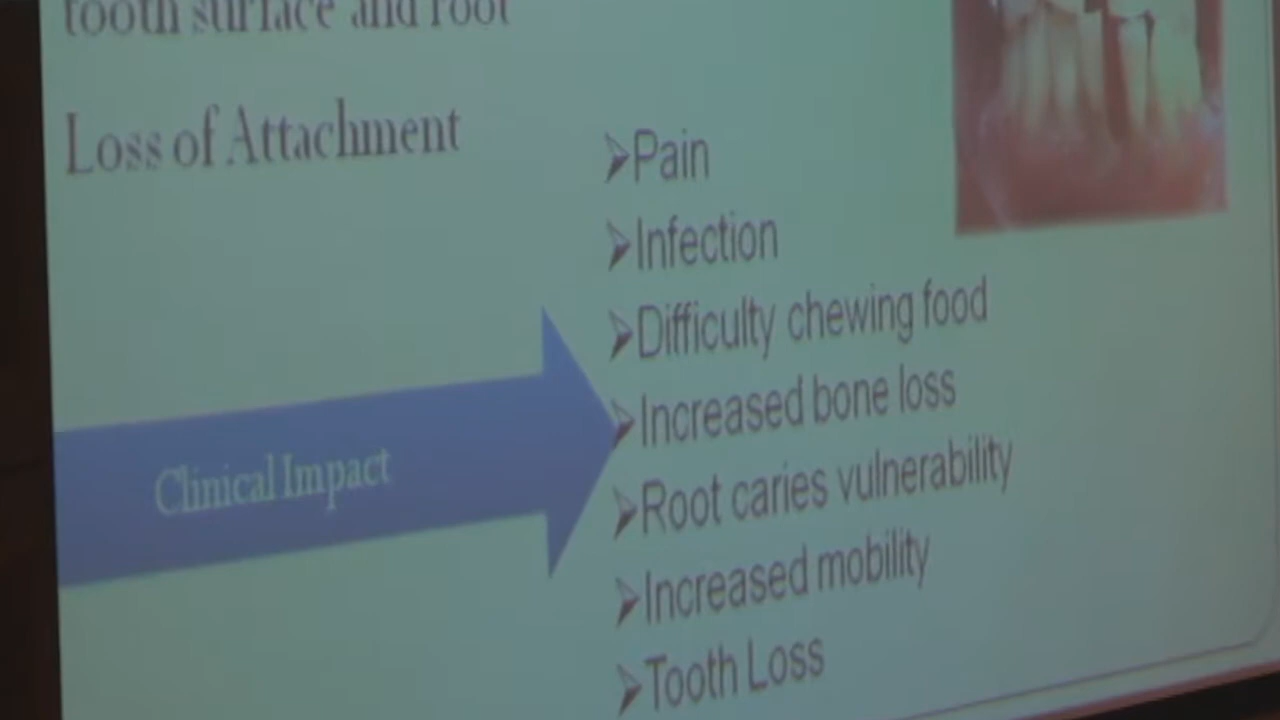 tooth surface and root
Loss of Attachment
Pain
Infection
Difficulty chewing food
Increased bone loss
Clinical Impact
Root caries vulnerability
Increased mobility
Tooth Loss